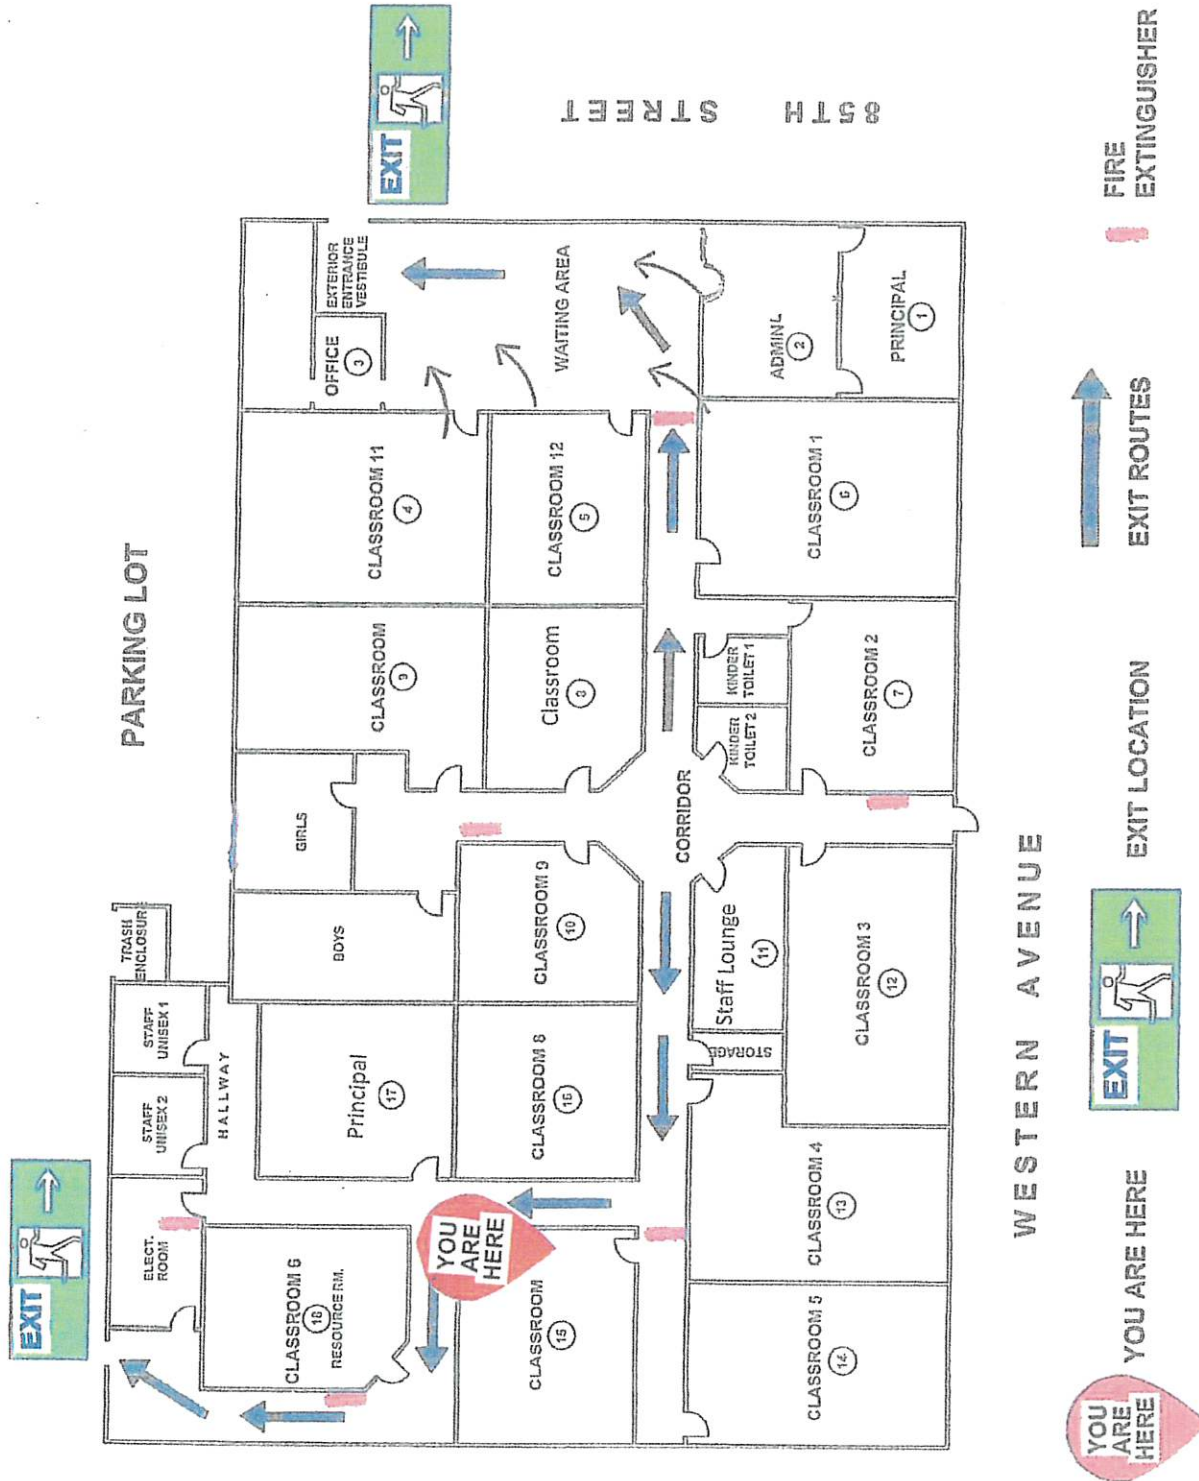 EXIT
85TH STREET
PARKING LOT
TRASH
ENCLOSURE
STAFF
UNISEX 1
STAFF
UNISEX 2
ELECT.
ROOM
EXIT
HALLWAY
GIRLS
BOYS
Principal
17
CLASSROOM 6
18
RESOURCE RM.
YOU
ARE
HERE
CLASSROOM
9
CLASSROOM 11
4
OFFICE
3
EXTERIOR
ENTRANCE
VESTIBULE
WAITING AREA
Classroom
8
CLASSROOM 12
5
CLASSROOM 9
10
CLASSROOM 8
16
CLASSROOM
15
CORRIDOR
KINDER
TOILET 2
KINDER
TOILET 1
ADMINL
2
PRINCIPAL
1
CLASSROOM 1
6
CLASSROOM 2
7
Staff Lounge
11
STORAGE
CLASSROOM 3
12
CLASSROOM 4
13
CLASSROOM 5
14
WESTERN AVENUE
YOU
ARE
HERE
YOU ARE HERE
EXIT
EXIT LOCATION
EXIT ROUTES
FIRE
EXTINGUISHER